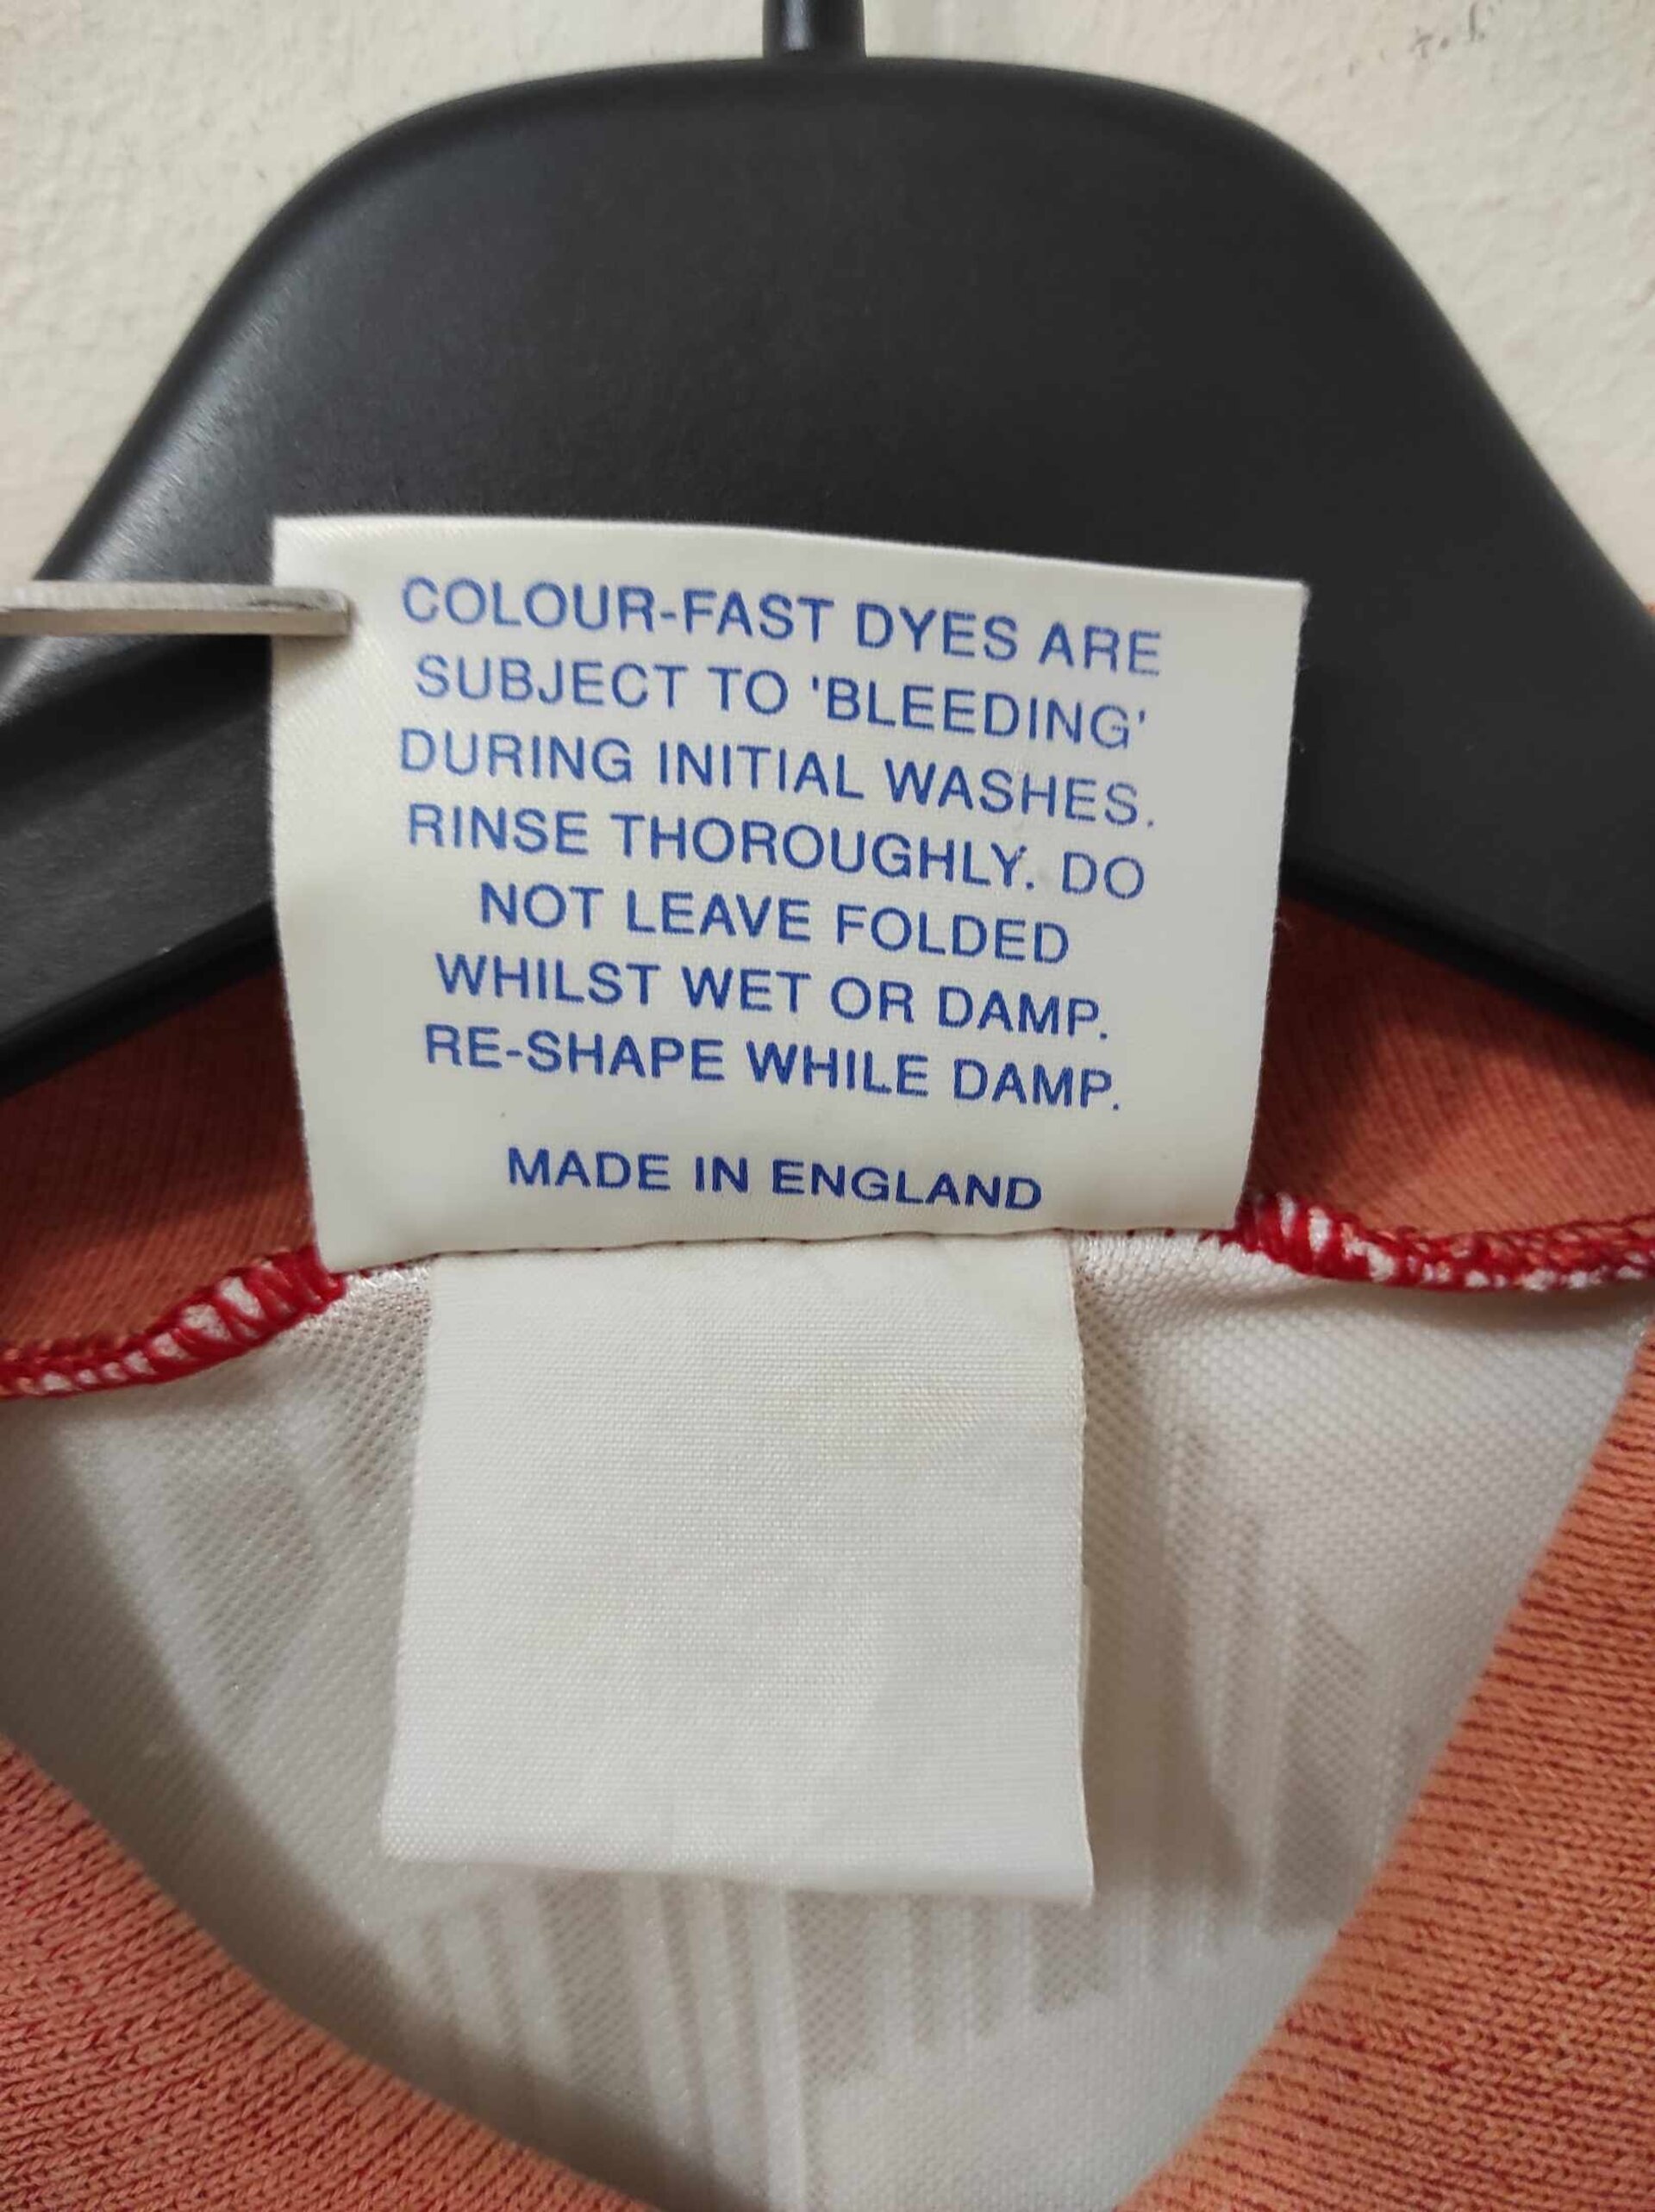 COLOUR-FAST DYES ARE
SUBJECT TO 'BLEEDING'
DURING INITIAL WASHES.
RINSE THOROUGHLY. DO
NOT LEAVE FOLDED
WHILST WET OR DAMP.
RE-SHAPE WHILE DAMP.
MADE IN ENGLAND